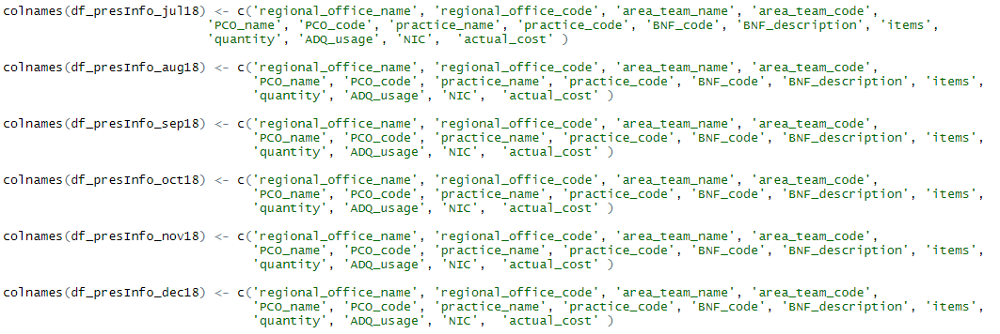 colnames(df_presInfo_jul18) <- c('regional_office_name', 'regional_office_code', 'area_team_name', 'area_team_code',
'PCO_name', 'PCO_code', 'practice_name', 'practice_code', 'BNF_code', 'BNF_description', 'items',
'quantity', 'ADQ_usage', 'NIC',  'actual_cost' )
colnames(df_presInfo_aug18) <- c('regional_office_name', 'regional_office_code', 'area_team_name', 'area_team_code',
'PCO_name', 'PCO_code', 'practice_name', 'practice_code', 'BNF_code', 'BNF_description', 'items',
'quantity', 'ADQ_usage', 'NIC',  'actual_cost' )
colnames(df_presInfo_sep18) <- c('regional_office_name', 'regional_office_code', 'area_team_name', 'area_team_code',
'PCO_name', 'PCO_code', 'practice_name', 'practice_code', 'BNF_code', 'BNF_description', 'items',
'quantity', 'ADQ_usage', 'NIC',  'actual_cost' )
colnames(df_presInfo_oct18) <- c('regional_office_name', 'regional_office_code', 'area_team_name', 'area_team_code',
'PCO_name', 'PCO_code', 'practice_name', 'practice_code', 'BNF_code', 'BNF_description', 'items',
'quantity', 'ADQ_usage', 'NIC',  'actual_cost' )
colnames(df_presInfo_nov18) <- c('regional_office_name', 'regional_office_code', 'area_team_name', 'area_team_code',
'PCO_name', 'PCO_code', 'practice_name', 'practice_code', 'BNF_code', 'BNF_description', 'items',
'quantity', 'ADQ_usage', 'NIC',  'actual_cost' )
colnames(df_presInfo_dec18) <- c('regional_office_name', 'regional_office_code', 'area_team_name', 'area_team_code',
'PCO_name', 'PCO_code', 'practice_name', 'practice_code', 'BNF_code', 'BNF_description', 'items',
'quantity', 'ADQ_usage', 'NIC',  'actual_cost' )